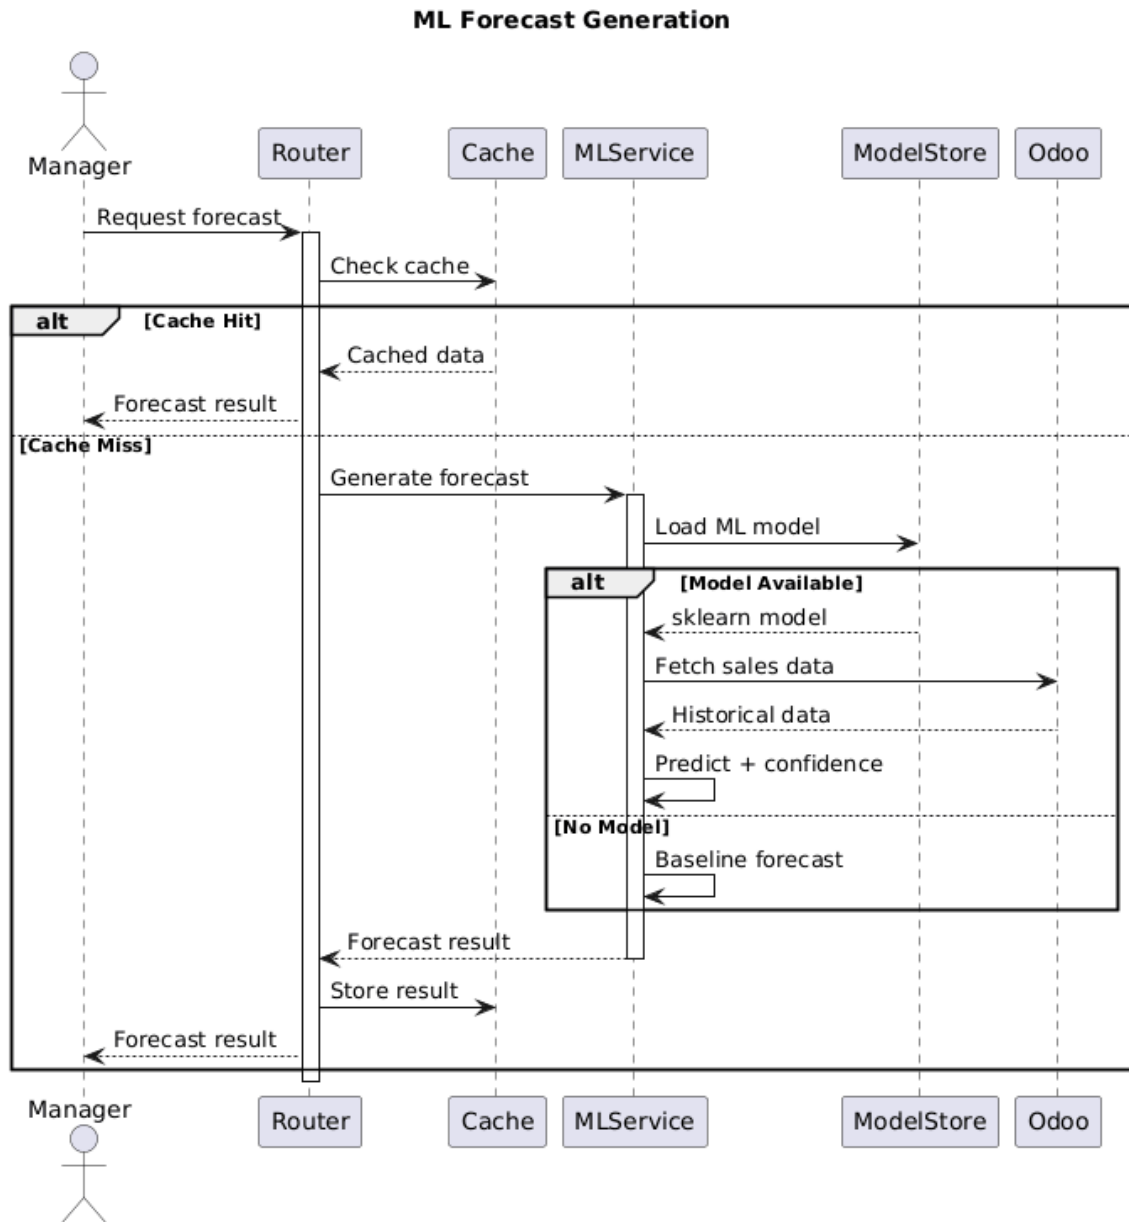 ML Forecast Generation
Manager
Router
Cache
MLService
ModelStore
Odoo
Request forecast
Check cache
alt
[Cache Hit]
Cached data
Forecast result
[Cache Miss]
Generate forecast
Load ML model
alt
[Model Available]
sklearn model
Fetch sales data
Historical data
Predict + confidence
[No Model]
Baseline forecast
Forecast result
Store result
Forecast result
Manager
Router
Cache
MLService
ModelStore
Odoo